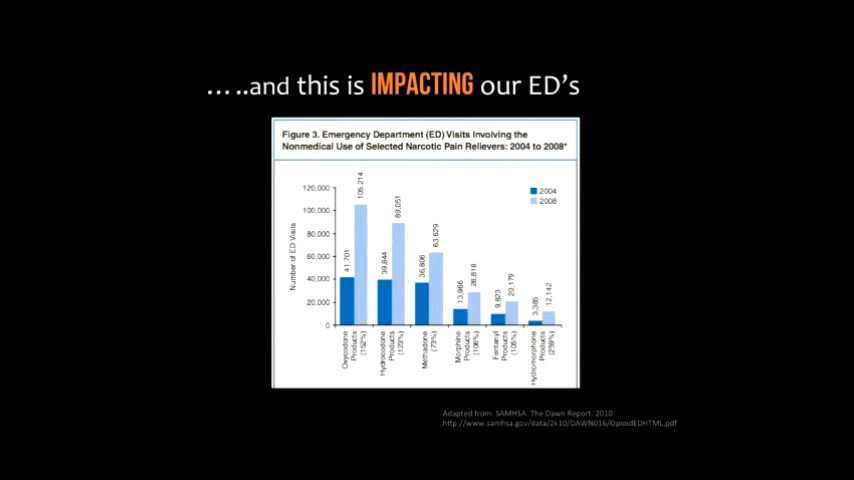 .....and this is IMPACTING our ED's
Figure 3. Emergency Department (ED) Visits Involving the
Nonmedical Use of Selected Narcotic Pain Relievers: 2004 to 2008*
Number of ED Visits
120,000
100,000
80,000
60,000
40,000
20,000
0
2004
2008
41,701
105,214
39,844
89,051
36,806
63,629
13,966
28,818
9,823
20,179
3,385
12,142
Oxycodone
Products
(152%)
Hydrocodone
Products
(123%)
Methadone
(73%)
Morphine
Products
(106%)
Fentanyl
Products
(105%)
Hydromorphone
Products
(259%)
Adapted from: SAMHSA. The Dawn Report. 2010.
http://www.samhsa.gov/data/2k10/DAWN016/OpioidEDHTML.pdf